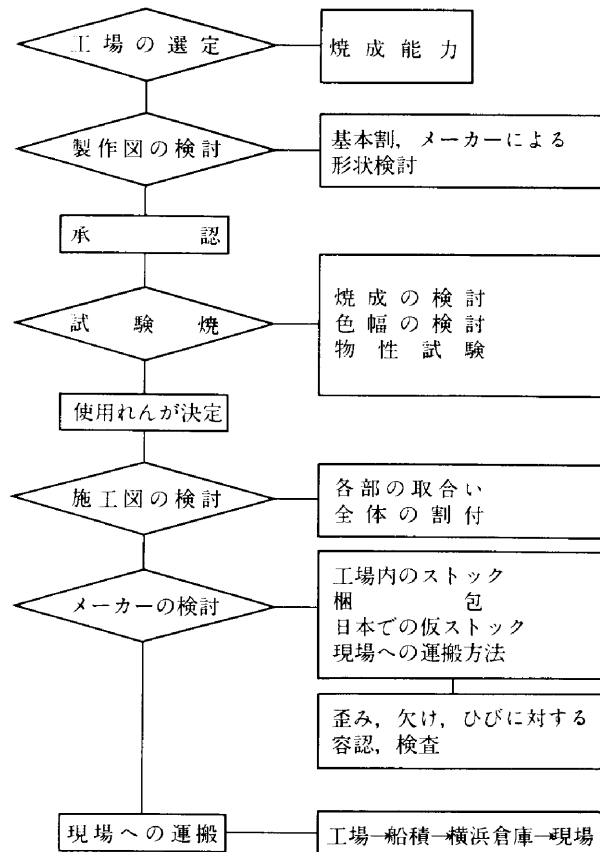 工場の選定
焼成能力
製作図の検討
基本割，メーカーによる
形状検討
承認
試験焼
焼成の検討
色幅の検討
物性試験
使用れんが決定
施工図の検討
各部の取合い
全体の割付
メーカーの検討
工場内のストック
梱包
日本での仮ストック
現場への運搬方法
歪み，欠け，ひびに対する
容認，検査
現場への運搬
工場→船積→横浜倉庫→現場